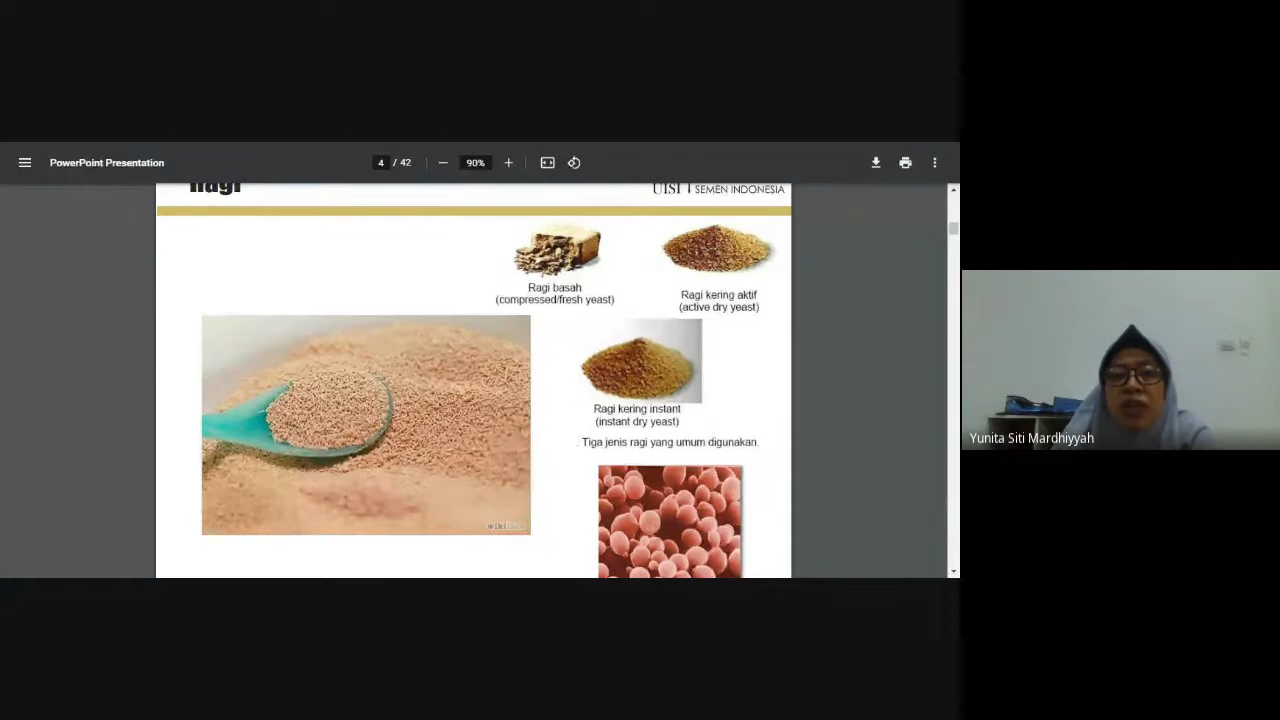 PowerPoint Presentation
4 / 42
90%
Ragi
UISI SEMEN INDONESIA
Ragi basah
(compressed/fresh yeast)
Ragi kering aktif
(active dry yeast)
Ragi kering instant
(instant dry yeast)
. Tiga jenis ragi yang umum digunakan.
Yunita Siti Mardhiyyah